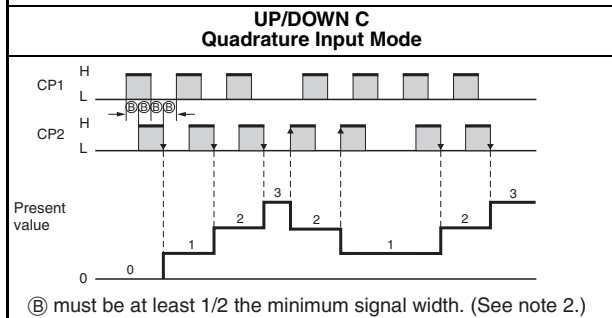 UP/DOWN C
Quadrature Input Mode
CP1
H
L
Ⓑ Ⓑ Ⓑ Ⓑ
CP2
H
L
Present
value
0
0
1
2
3
2
1
2
3
Ⓑ must be at least 1/2 the minimum signal width. (See note 2.)